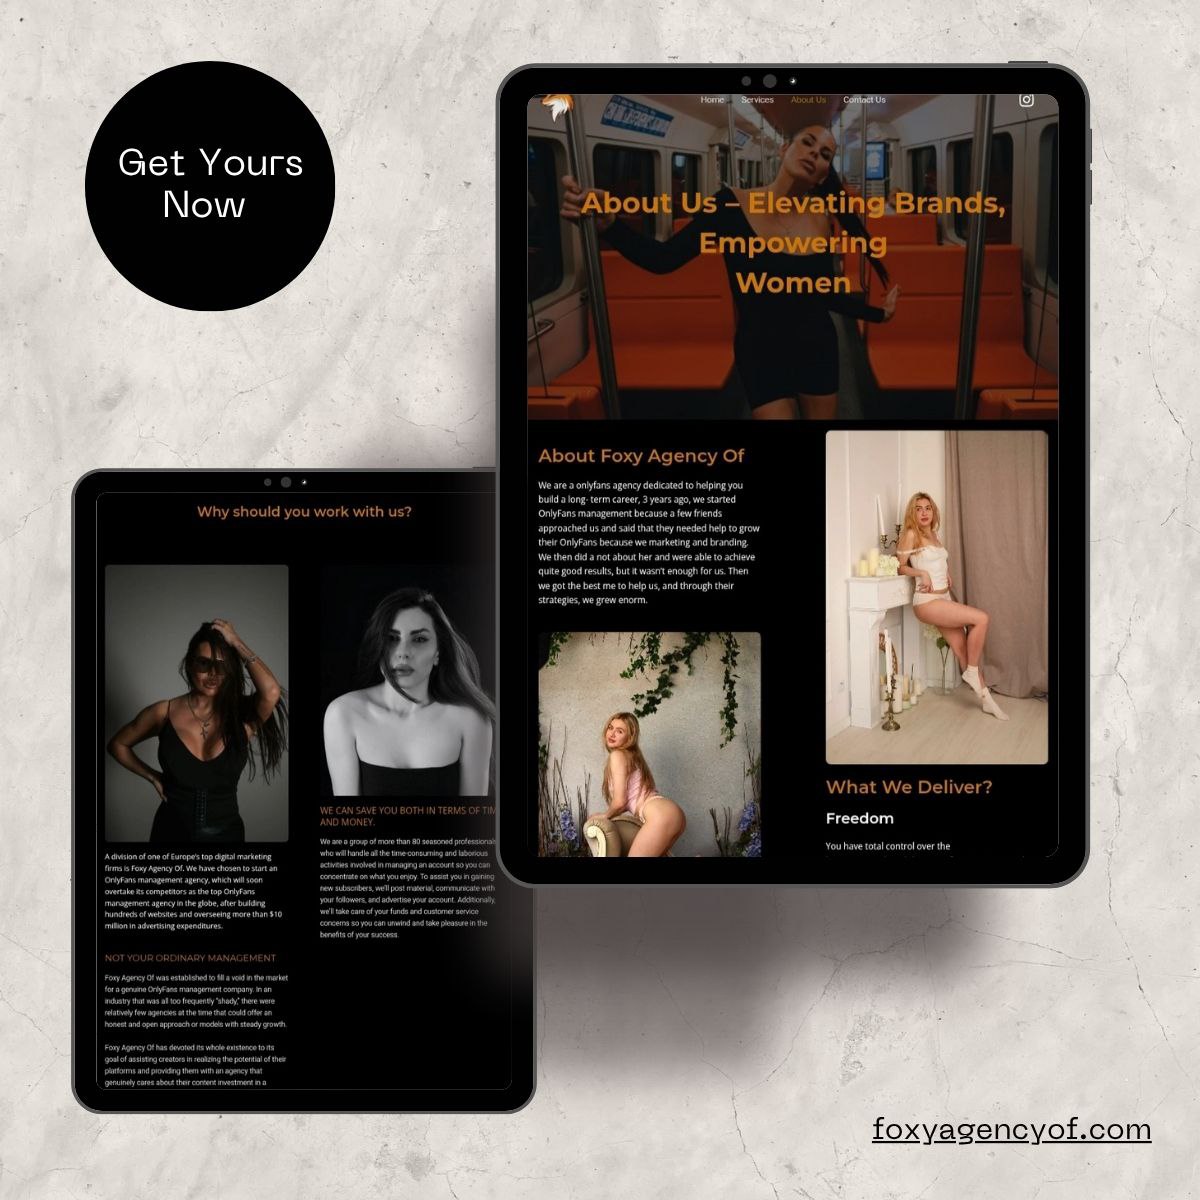 Get Yours
Now
Home Services About Us Contact Us
About Us – Elevating Brands,
Empowering
Women
About Foxy Agency Of
We are a onlyfans agency dedicated to helping you
build a long- term career, 3 years ago, we started
OnlyFans management because a few friends
approached us and said that they needed help to grow
their OnlyFans because we marketing and branding.
We then did a not about her and were able to achieve
quite good results, but it wasn't enough for us. Then
we got the best me to help us, and through their
strategies, we grew enorm.
What We Deliver?
Freedom
You have total control over the
Why should you work with us?
A division of one of Europe's top digital marketing
firms is Foxy Agency Of. We have chosen to start an
OnlyFans management agency, which will soon
overtake its competitors as the top OnlyFans
management agency in the globe, after building
hundreds of websites and overseeing more than $10
million in advertising expenditures.
NOT YOUR ORDINARY MANAGEMENT
Foxy Agency Of was established to fill a void in the market
for a genuine OnlyFans management company. In an
industry that was all too frequently "shady," there were
relatively few agencies at the time that could offer an
honest and open approach or models with steady growth.
Foxy Agency Of has devoted its whole existence to its
goal of assisting creators in realizing the potential of their
platforms and providing them with an agency that
genuinely cares about their content investment in a
WE CAN SAVE YOU BOTH IN TERMS OF TIM
AND MONEY.
We are a group of more than 80 seasoned professionals
who will handle all the time-consuming and laborious
activities involved in managing an account so you can
concentrate on what you enjoy. To assist you in gaining
new subscribers, we'll post material, communicate with
your followers, and advertise your account. Additionally,
we'll take care of your funds and customer service
concerns so you can unwind and take pleasure in the
benefits of your success.
foxyagencyof.com